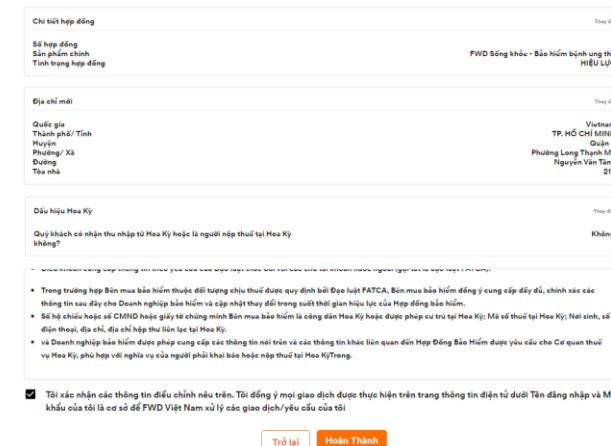 Chi tiết hợp đồng Thay đ
Số hợp đồng
Sản phẩm chính FWD Sống khỏe - Bảo hiểm bệnh ung th
Tình trạng hợp đồng HIỆU LỰ
Địa chỉ mới Thay đ
Quốc gia Vietnam
Thành phố/ Tỉnh TP. HỒ CHÍ MIN
Huyện Quận
Phường/ Xã Phường Long Thạnh M
Đường Nguyễn Văn Tăn
Tòa nhà 21
Dấu hiệu Hoa Kỳ Thay đ
Quý khách có nhận thu nhập từ Hoa Kỳ hoặc là người nộp thuế tại Hoa Kỳ Không
không?
Trong trường hợp Bên mua bảo hiểm thuộc đối tượng chịu thuế được quy định bởi Đạo luật FATCA, Bên mua bảo hiểm đồng ý cung cấp đầy đủ, chính xác các
thông tin sau đây cho Doanh nghiệp bảo hiểm và cập nhật thay đổi trong suốt thời gian hiệu lực của Hợp đồng bảo hiểm.
Số hộ chiếu hoặc số CMND hoặc giấy tờ chứng minh Bên mua bảo hiểm là công dân Hoa Kỳ hoặc được phép cư trú tại Hoa Kỳ; Mã số thuế tại Hoa Kỳ; Nơi sinh, số
điện thoại, địa chỉ, địa chỉ hộp thư liên lạc tại Hoa Kỳ.
và Doanh nghiệp bảo hiểm được phép cung cấp các thông tin nói trên và các thông tin khác liên quan đến Hợp Đồng Bảo Hiểm được yêu cầu cho Cơ quan thuế
vụ Hoa Kỳ, phù hợp với nghĩa vụ của người phải khai báo hoặc nộp thuế tại Hoa KỳTrong.
Tôi xác nhận các thông tin điều chỉnh nêu trên. Tôi đồng ý mọi giao dịch được thực hiện trên trang thông tin điện tử dưới Tên đăng nhập và M
khẩu của tôi là cơ sở để FWD Việt Nam xử lý các giao dịch/yêu cầu của tôi
Trở lại Hoàn Thành